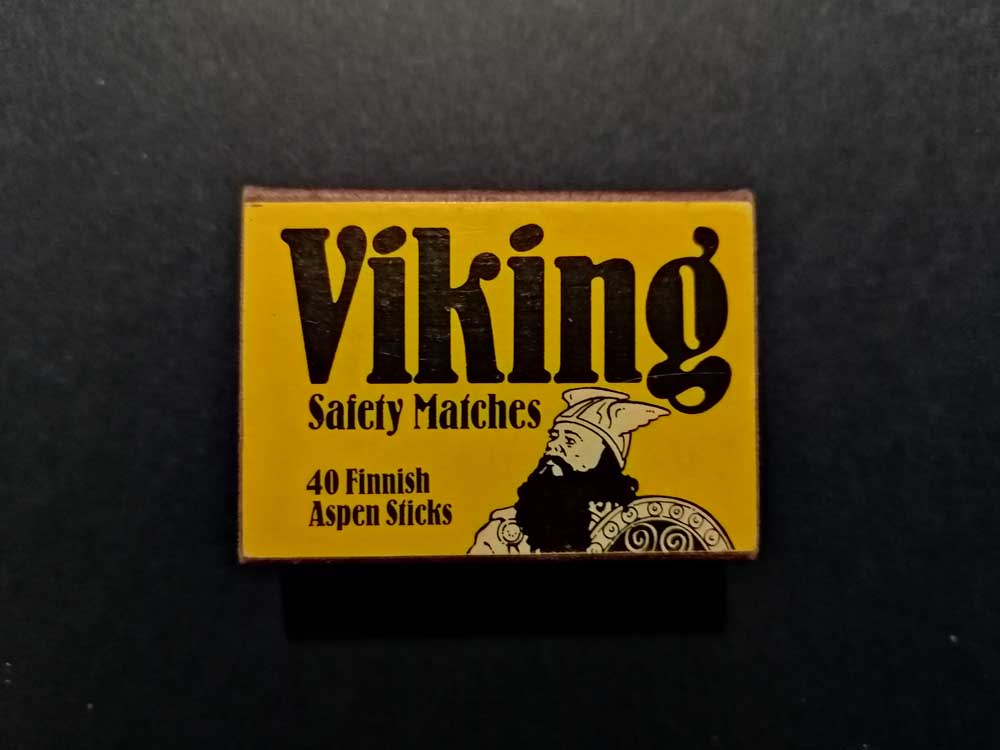 Viking
Safety Matches
40 Finnish
Aspen Sticks